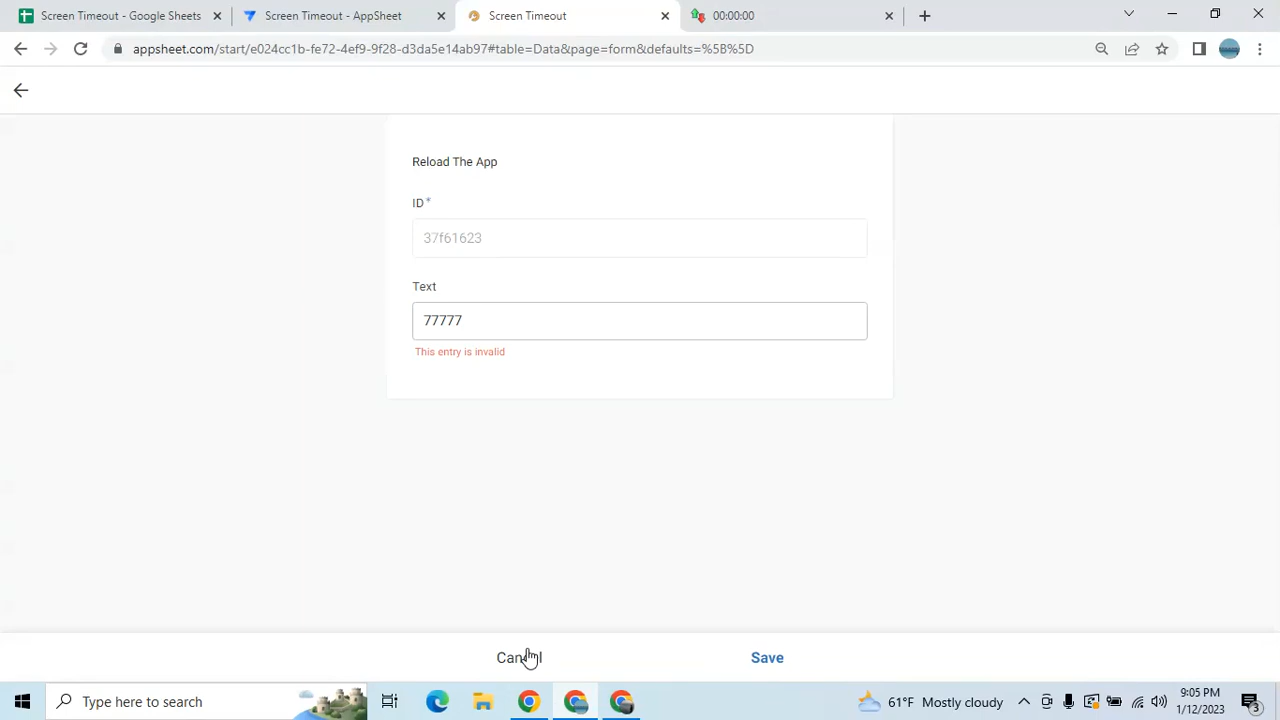 Screen Timeout - Google Sheets
Screen Timeout - AppSheet
Screen Timeout
00:00:00
appsheet.com/start/e024cc1b-fe72-4ef9-9f28-d3da5e14ab97#table=Data&page=form&defaults=%5B%5D
Reload The App
ID*
37f61623
Text
77777
This entry is invalid
Save
Type here to search
61°F Mostly cloudy
9:05 PM
1/12/2023
3